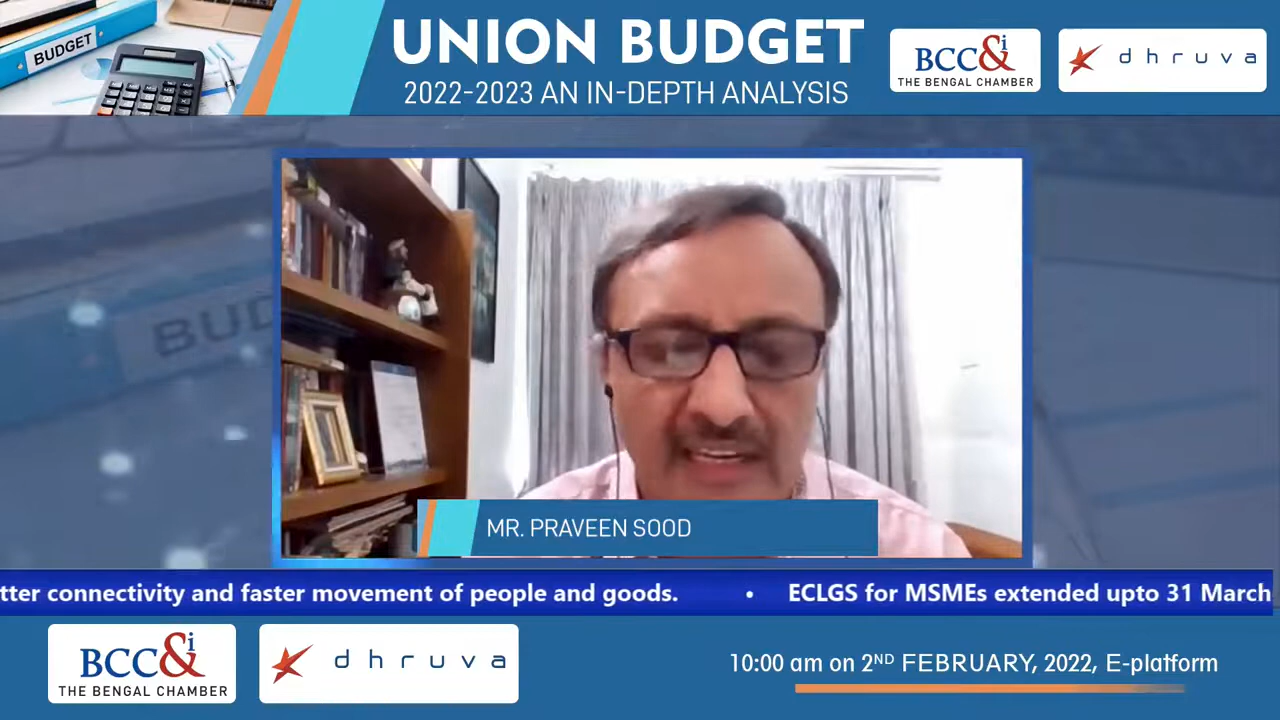 BUDGET
UNION BUDGET
2022-2023 AN IN-DEPTH ANALYSIS
BCC&i
THE BENGAL CHAMBER
dhruva
BUD
MR. PRAVEEN SOOD
tter connectivity and faster movement of people and goods. • ECLGS for MSMEs extended upto 31 March
BCC&i
THE BENGAL CHAMBER
dhruva
10:00 am on 2ND FEBRUARY, 2022, E-platform